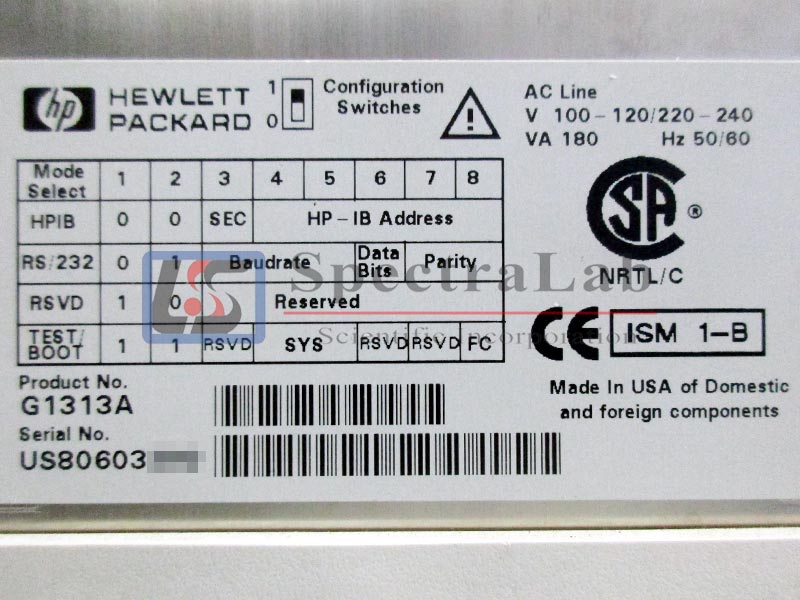 hp HEWLETT PACKARD
1
0
Configuration
Switches
AC Line
V 100-120/220-240
VA 180 Hz 50/60
Mode Select 1 2 3 4 5 6 7 8
HPIB 0 0 SEC HP-IB Address
RS/232 0 1 Baudrate Data Bits Parity
RSVD 1 0 Reserved
TEST/BOOT 1 1 RSVD SYS RSVD RSVD FC
SA ®
NRTL/C
CE ISM 1-B
LS SpectraLab
Scientific Incorporation
Product No.
G1313A
Serial No.
US80603
Made In USA of Domestic
and foreign components